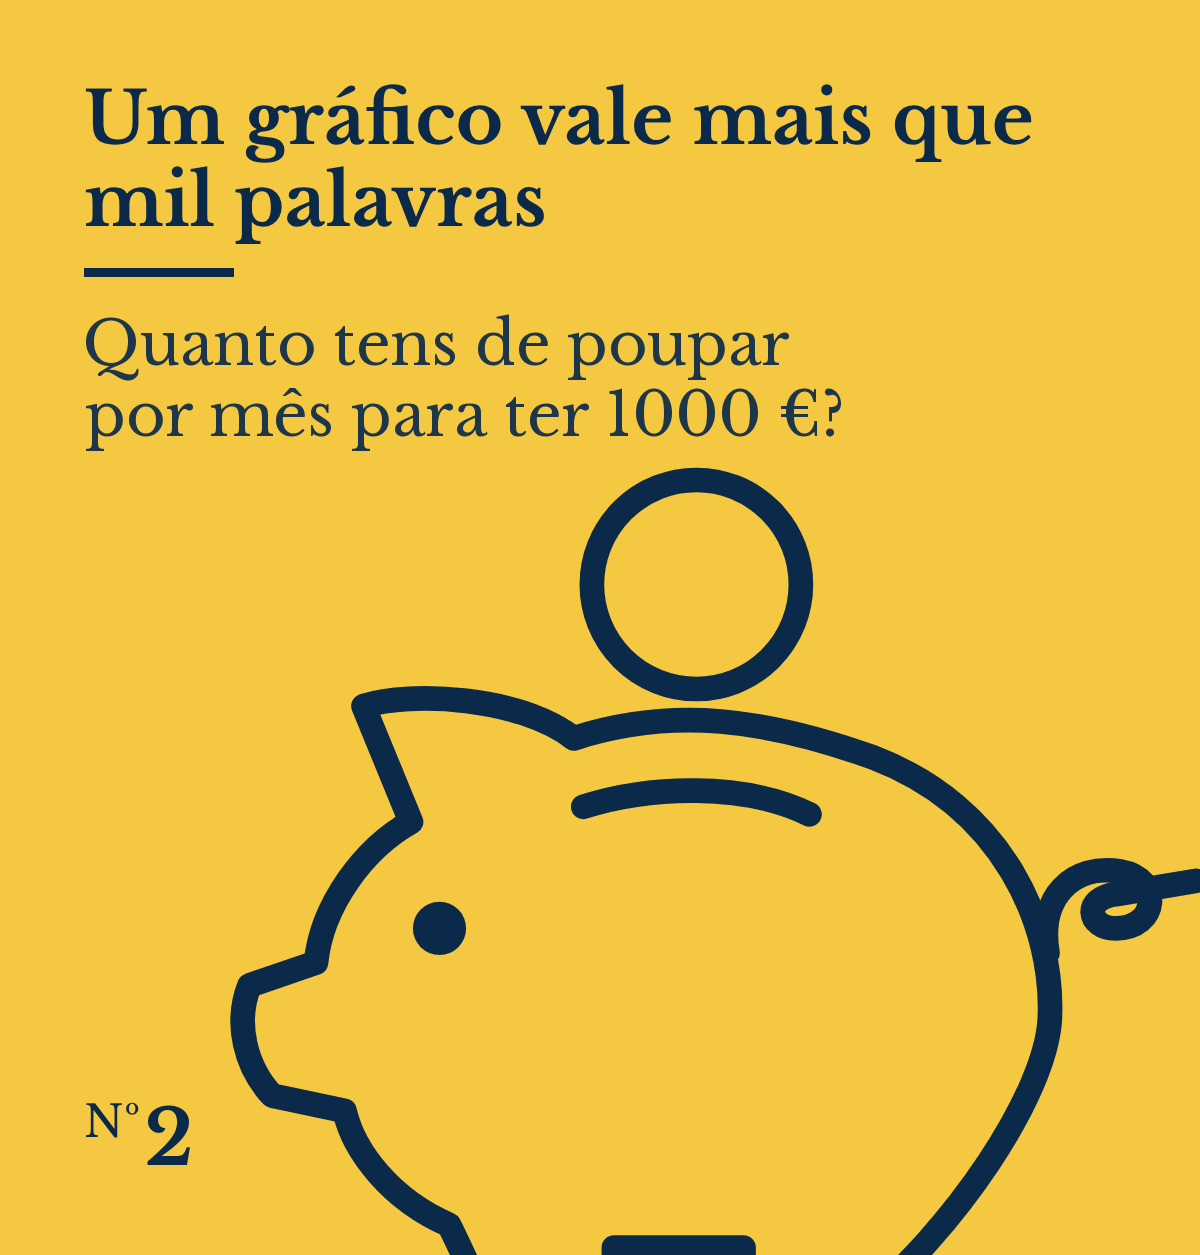 Um gráfico vale mais que
mil palavras
Quanto tens de poupar
por mês para ter 1000 €?
Nº2